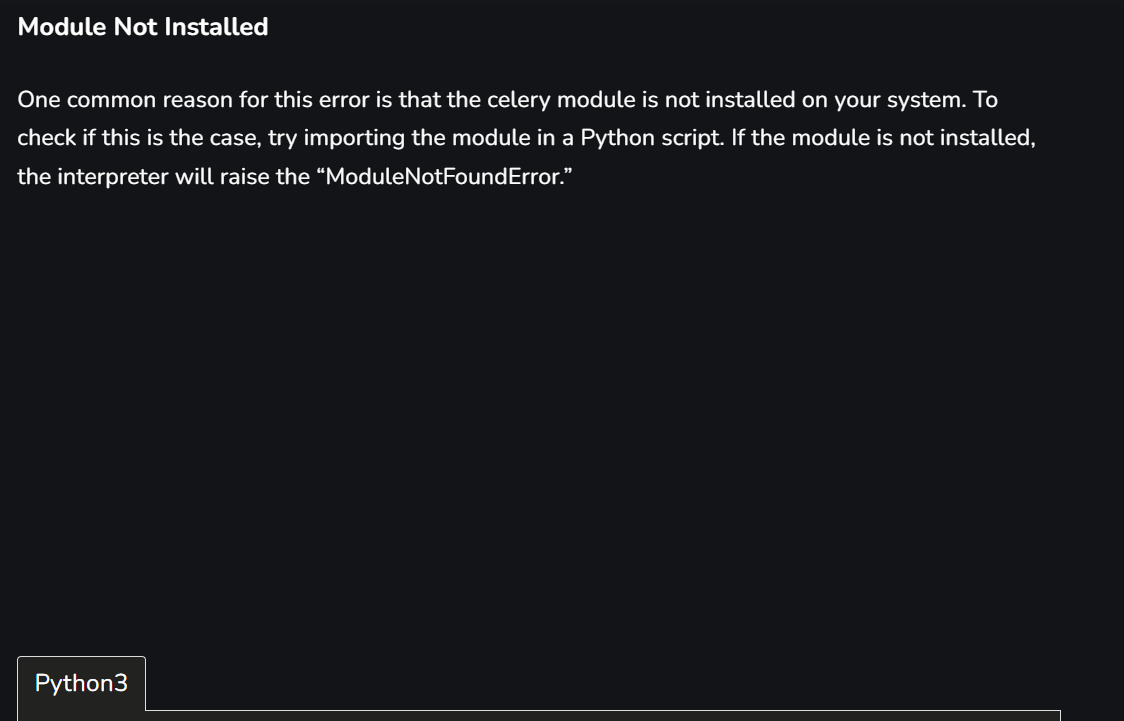 Module Not Installed
One common reason for this error is that the celery module is not installed on your system. To
check if this is the case, try importing the module in a Python script. If the module is not installed,
the interpreter will raise the “ModuleNotFoundError.”
Python3